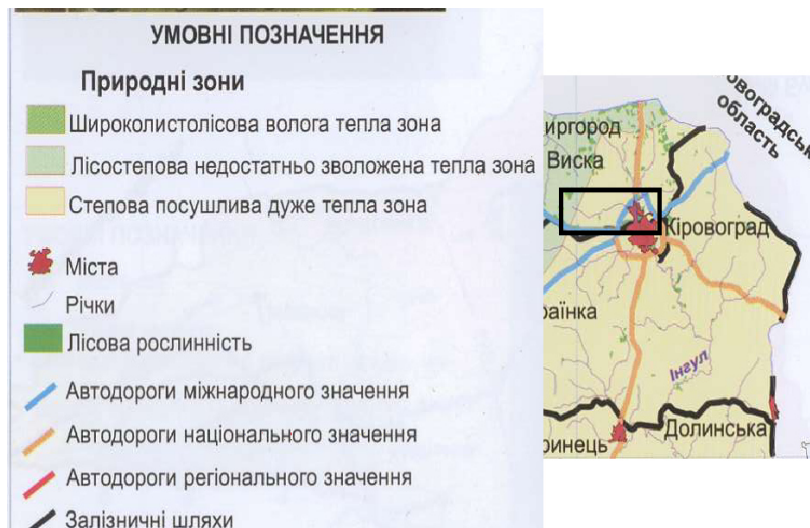 УМОВНІ ПОЗНАЧЕННЯ
Природні зони
Широколистолісова волога тепла зона
Лісостепова недостатньо зволожена тепла зона
Степова посушлива дуже тепла зона
Міста
Річки
Лісова рослинність
Автодороги міжнародного значення
Автодороги національного значення
Автодороги регіонального значення
Залізничні шляхи
овоградськ
область
иргород
Виска
Кіровоград
раїнка
Інгул
ринець
Долинська